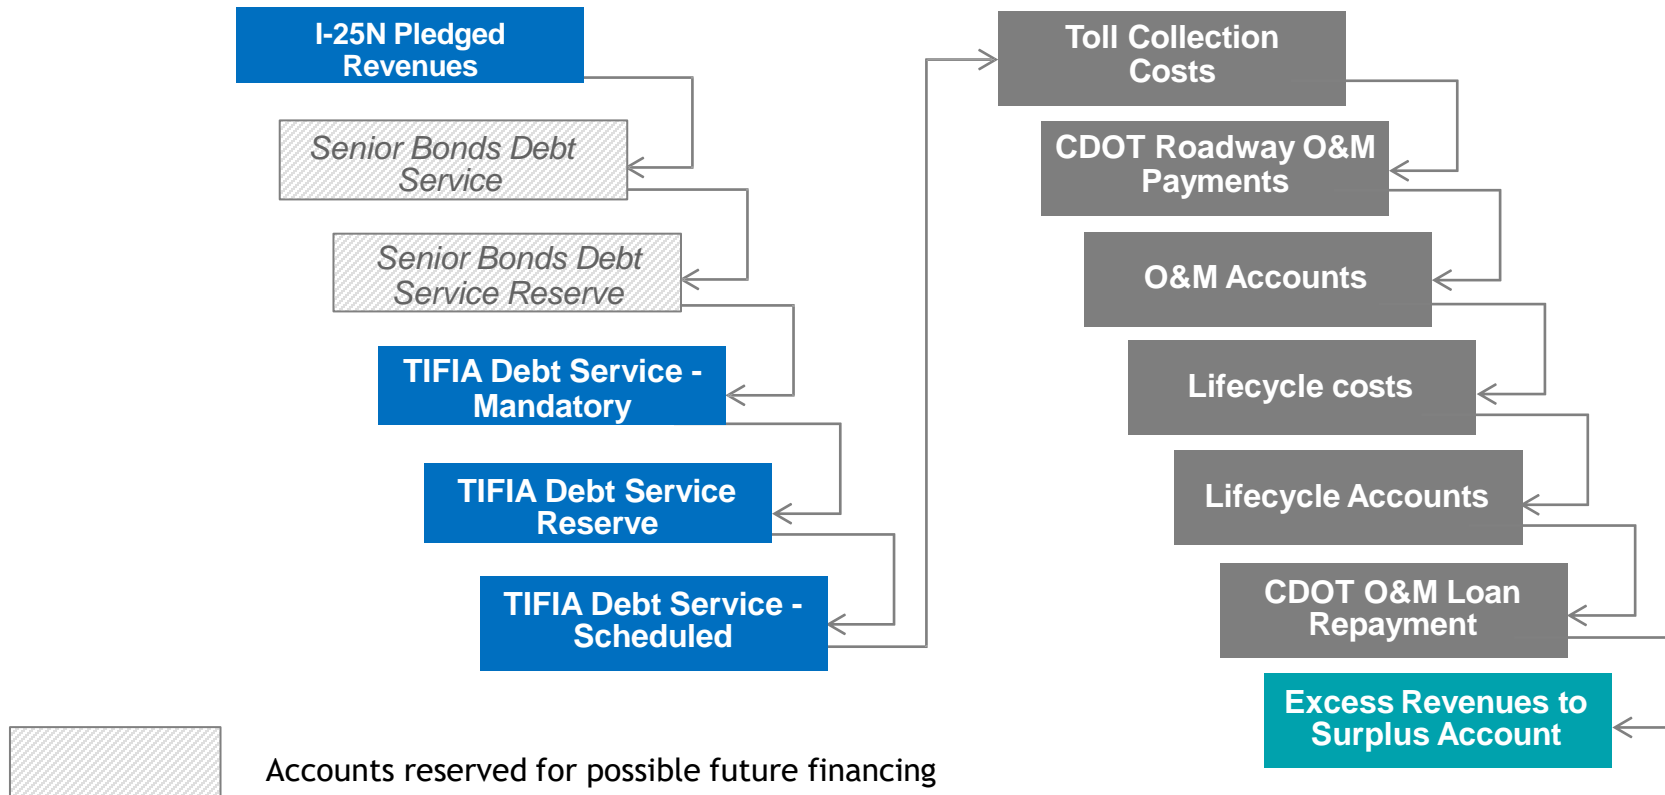 I-25N Pledged
Revenues
Senior Bonds Debt
Service
Senior Bonds Debt
Service Reserve
TIFIA Debt Service -
Mandatory
TIFIA Debt Service
Reserve
TIFIA Debt Service -
Scheduled
Toll Collection
Costs
CDOT Roadway O&M
Payments
O&M Accounts
Lifecycle costs
Lifecycle Accounts
CDOT O&M Loan
Repayment
Excess Revenues to
Surplus Account
Accounts reserved for possible future financing